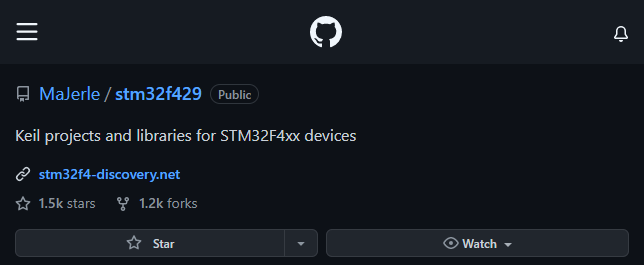 MaJerle / stm32f429 Public
Keil projects and libraries for STM32F4xx devices
stm32f4-discovery.net
1.5k stars 1.2k forks
Star Watch